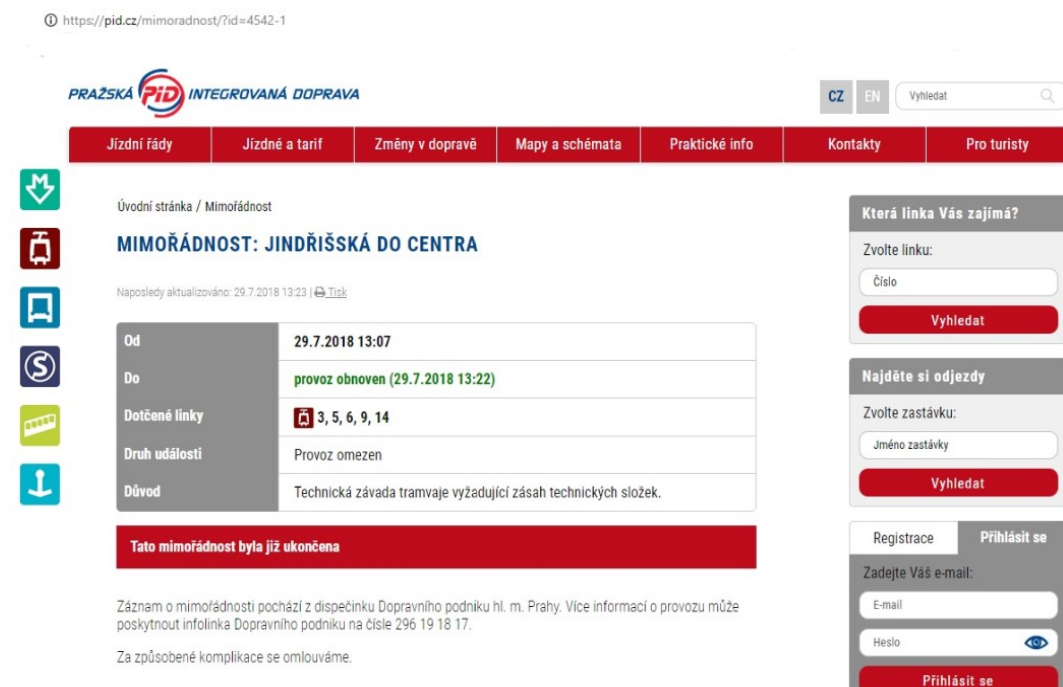 https://pid.cz/mimoradnost/?id=4542-1
PRAŽSKÁ PiD INTEGROVANÁ DOPRAVA
CZ EN Vyhledat
Jízdní řády Jízdné a tarif Změny v dopravě Mapy a schémata Praktické info Kontakty Pro turisty
Úvodní stránka / Mimořádnost
MIMOŘÁDNOST: JINDŘIŠSKÁ DO CENTRA
Naposledy aktualizováno: 29.7.2018 13:23 | Tisk
Od 29.7.2018 13:07
Do provoz obnoven (29.7.2018 13:22)
Dotčené linky 3, 5, 6, 9, 14
Druh události Provoz omezen
Důvod Technická závada tramvaje vyžadující zásah technických složek.
Tato mimořádnost byla již ukončena
Záznam o mimořádnosti pochází z dispečinku Dopravního podniku hl. m. Prahy. Více informací o provozu může
poskytnout infolinka Dopravního podniku na čísle 296 19 18 17.
Za způsobené komplikace se omlouváme.
Která linka Vás zajímá?
Zvolte linku:
Číslo
Vyhledat
Najděte si odjezdy
Zvolte zastávku:
Jméno zastávky
Vyhledat
Registrace Přihlásit se
Zadejte Váš e-mail:
E-mail
Heslo
Přihlásit se